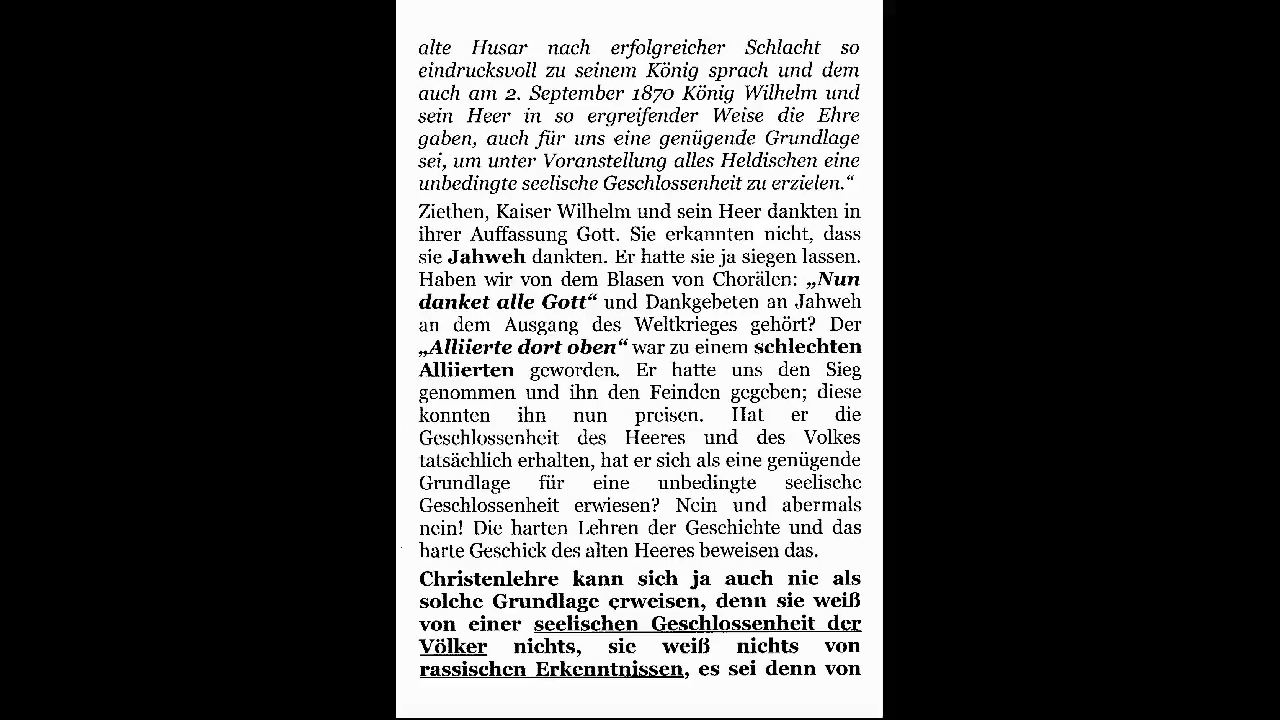 alte Husar nach erfolgreicher Schlacht so
eindrucksvoll zu seinem König sprach und dem
auch am 2. September 1870 König Wilhelm und
sein Heer in so ergreifender Weise die Ehre
gaben, auch für uns eine genügende Grundlage
sei, um unter Voranstellung alles Heldischen eine
unbedingte seelische Geschlossenheit zu erzielen.“
Ziethen, Kaiser Wilhelm und sein Heer dankten in
ihrer Auffassung Gott. Sie erkannten nicht, dass
sie Jahweh dankten. Er hatte sie ja siegen lassen.
Haben wir von dem Blasen von Chorälen: „Nun
danket alle Gott“ und Dankgebeten an Jahweh
an dem Ausgang des Weltkrieges gehört? Der
„Alliierte dort oben“ war zu einem schlechten
Alliierten geworden. Er hatte uns den Sieg
genommen und ihn den Feinden gegeben; diese
konnten ihn nun preisen. Hat er die
Geschlossenheit des Heeres und des Volkes
tatsächlich erhalten, hat er sich als eine genügende
Grundlage für eine unbedingte seelische
Geschlossenheit erwiesen? Nein und abermals
nein! Die harten Lehren der Geschichte und das
harte Geschick des alten Heeres beweisen das.
Christenlehre kann sich ja auch nie als
solche Grundlage erweisen, denn sie weiß
von einer seelischen Geschlossenheit der
Völker nichts, sie weiß nichts von
rassischen Erkenntnissen, es sei denn von